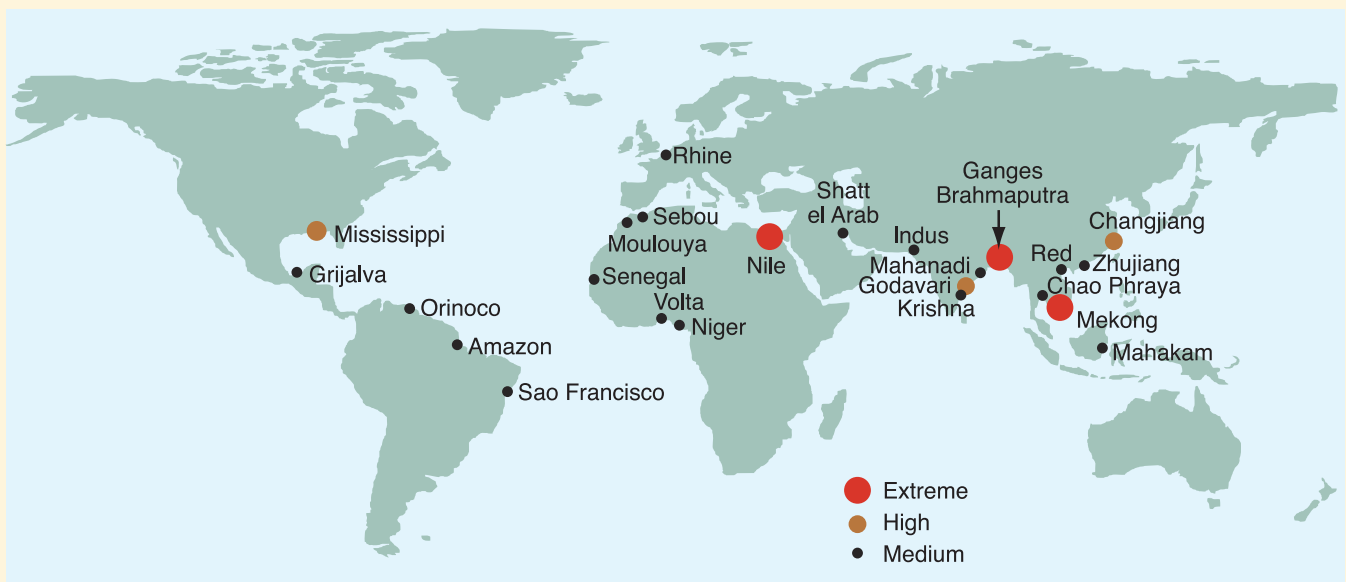 Rhine
Ganges
Brahmaputra
Shatt
el Arab
Sebou
Changjiang
Mississippi
Moulouya
Indus
Red
Nile
Mahanadi
Zhujiang
Grijalva
Senegal
Godavari
Chao Phraya
Volta
Krishna
Orinoco
Niger
Mekong
Amazon
Mahakam
Sao Francisco
Extreme
High
Medium